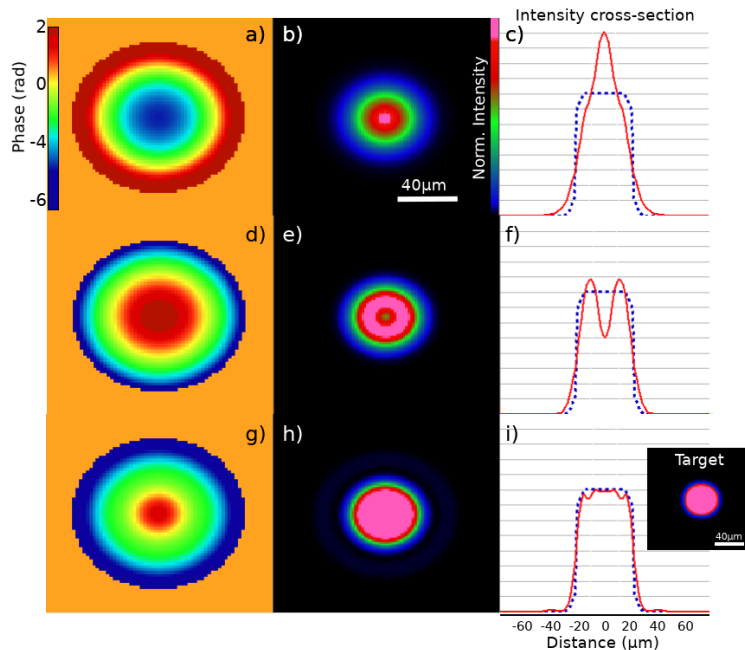 Intensity cross-section
2
0
-4
-6
Phase (rad)
a)
b)
Norm. Intensity
c)
40μm
d)
e)
f)
g)
h)
i)
Target
40μm
-60 -40 -20 0 20 40 60
Distance (μm)